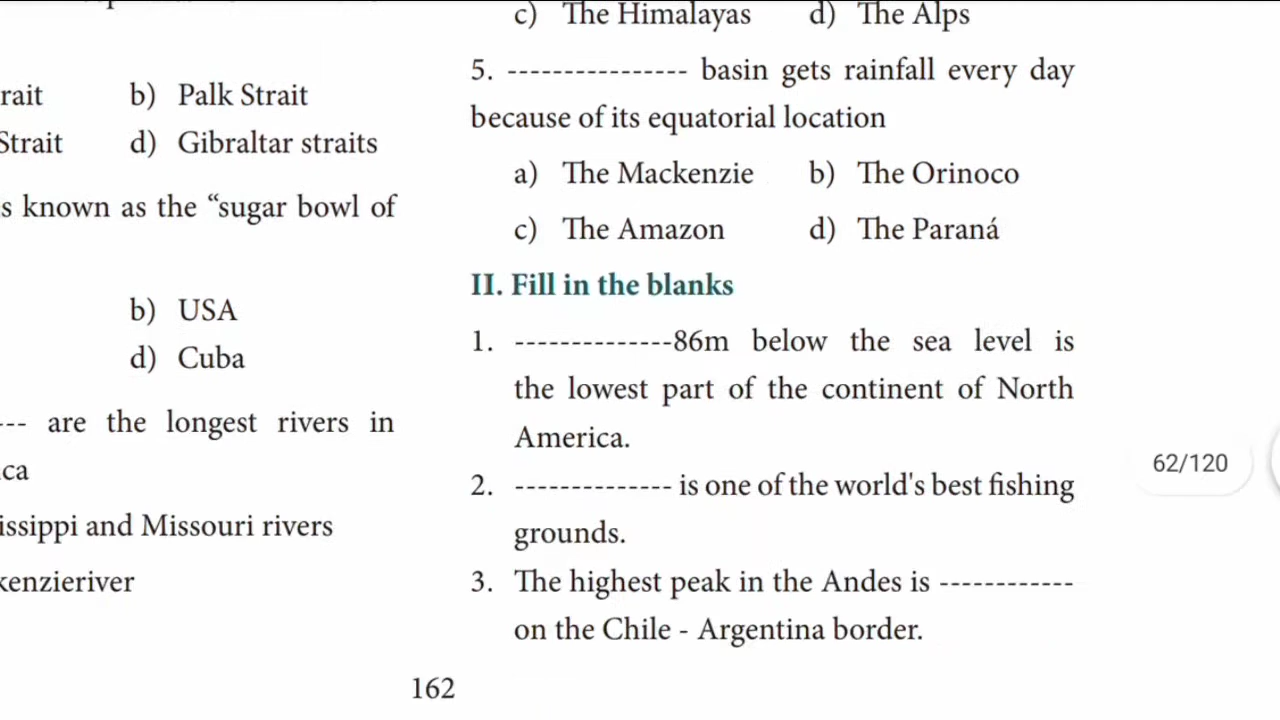 rait b) Palk Strait
Strait d) Gibraltar straits
s known as the “sugar bowl of
b) USA
d) Cuba
--- are the longest rivers in
ca
issippi and Missouri rivers
kenzieriver
c) The Himalayas d) The Alps
5. ---------------- basin gets rainfall every day
because of its equatorial location
a) The Mackenzie b) The Orinoco
c) The Amazon d) The Paraná
II. Fill in the blanks
1. --------------86m below the sea level is
the lowest part of the continent of North
America.
2. -------------- is one of the world's best fishing
grounds.
3. The highest peak in the Andes is ------------
on the Chile - Argentina border.
162
62/120